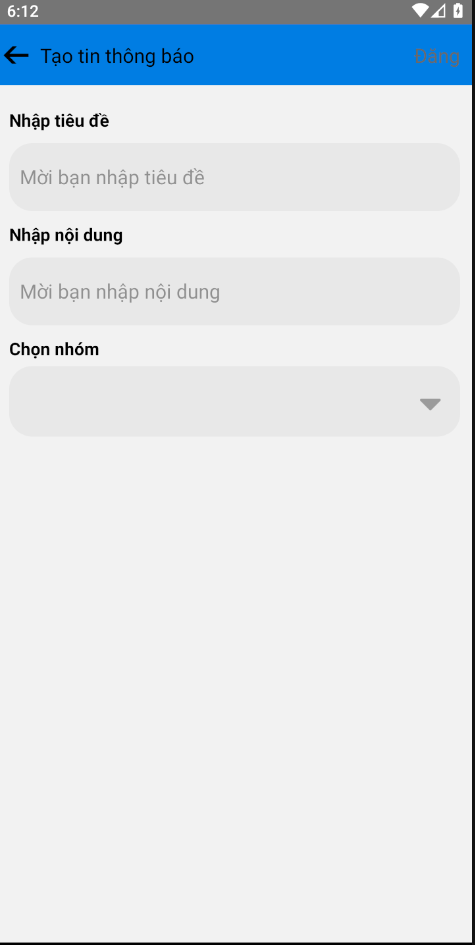 6:12
Tạo tin thông báo Đăng
Nhập tiêu đề
Mời bạn nhập tiêu đề
Nhập nội dung
Mời bạn nhập nội dung
Chọn nhóm